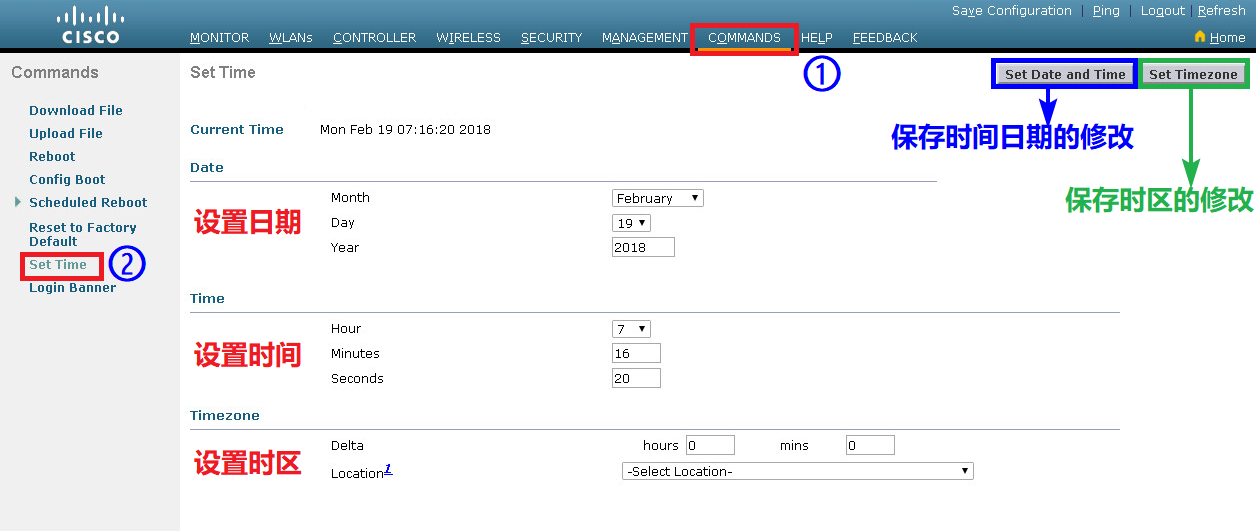 Save Configuration | Ping | Logout | Refresh
CISCO
MONITOR WLANs CONTROLLER WIRELESS SECURITY MANAGEMENT COMMANDS HELP FEEDBACK
Home
①
Commands
Download File
Upload File
Reboot
Config Boot
Scheduled Reboot
Reset to Factory
Default
Set Time
②
Login Banner
Set Time
Set Date and Time
Set Timezone
保存时间日期的修改
保存时区的修改
Current Time Mon Feb 19 07:16:20 2018
Date
设置日期
Month February
Day 19
Year 2018
Time
设置时间
Hour 7
Minutes 16
Seconds 20
Timezone
设置时区
Delta hours 0 mins 0
Location1 -Select Location-